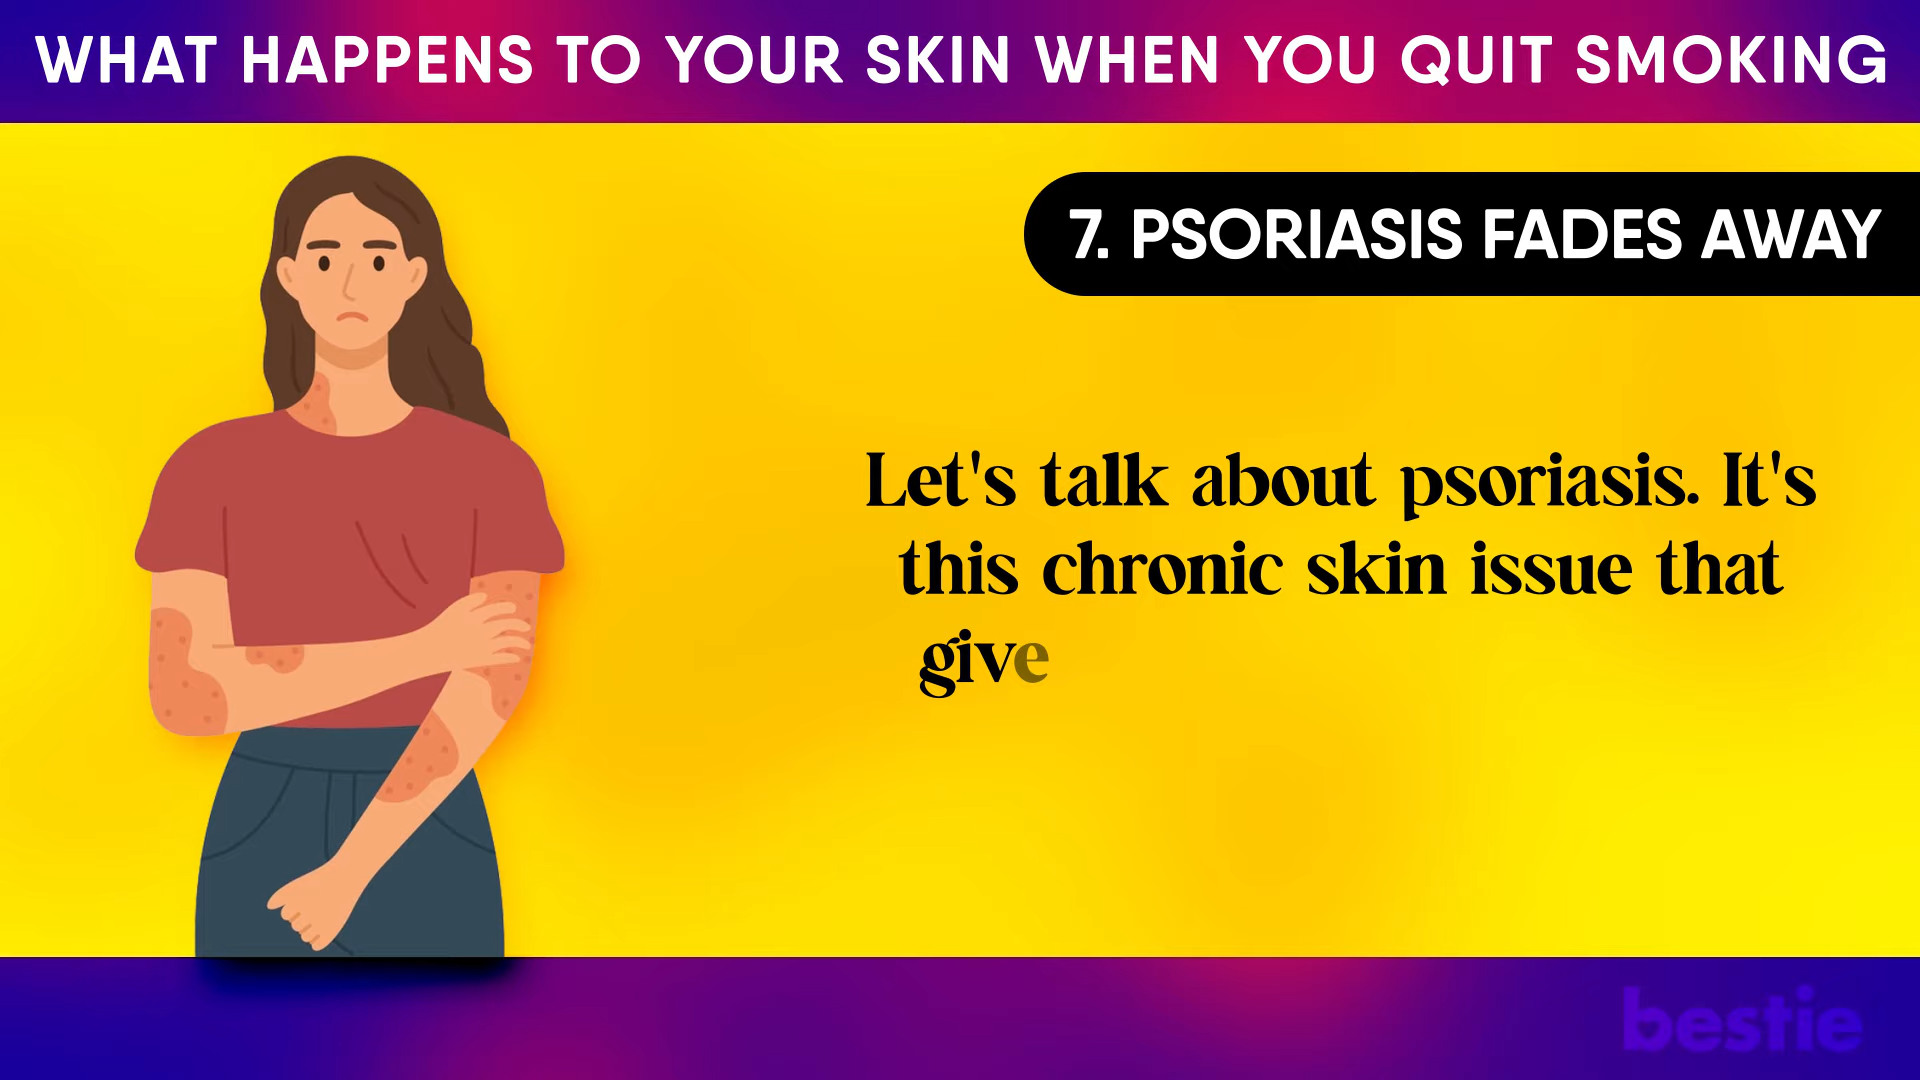 WHAT HAPPENS TO YOUR SKIN WHEN YOU QUIT SMOKING
7. PSORIASIS FADES AWAY
Let's talk about psoriasis. It's
this chronic skin issue that
give
bestie